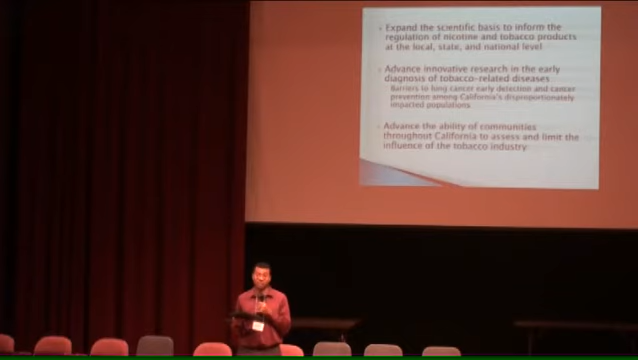 Expand the scientific basis to inform the
regulation of nicotine and tobacco products
at the local, state, and national level
Advance innovative research in the early
diagnosis of tobacco-related diseases
Barriers to lung cancer early detection and cancer
prevention among California's disproportionately
impacted populations
Advance the ability of communities
throughout California to assess and limit the
influence of the tobacco industry